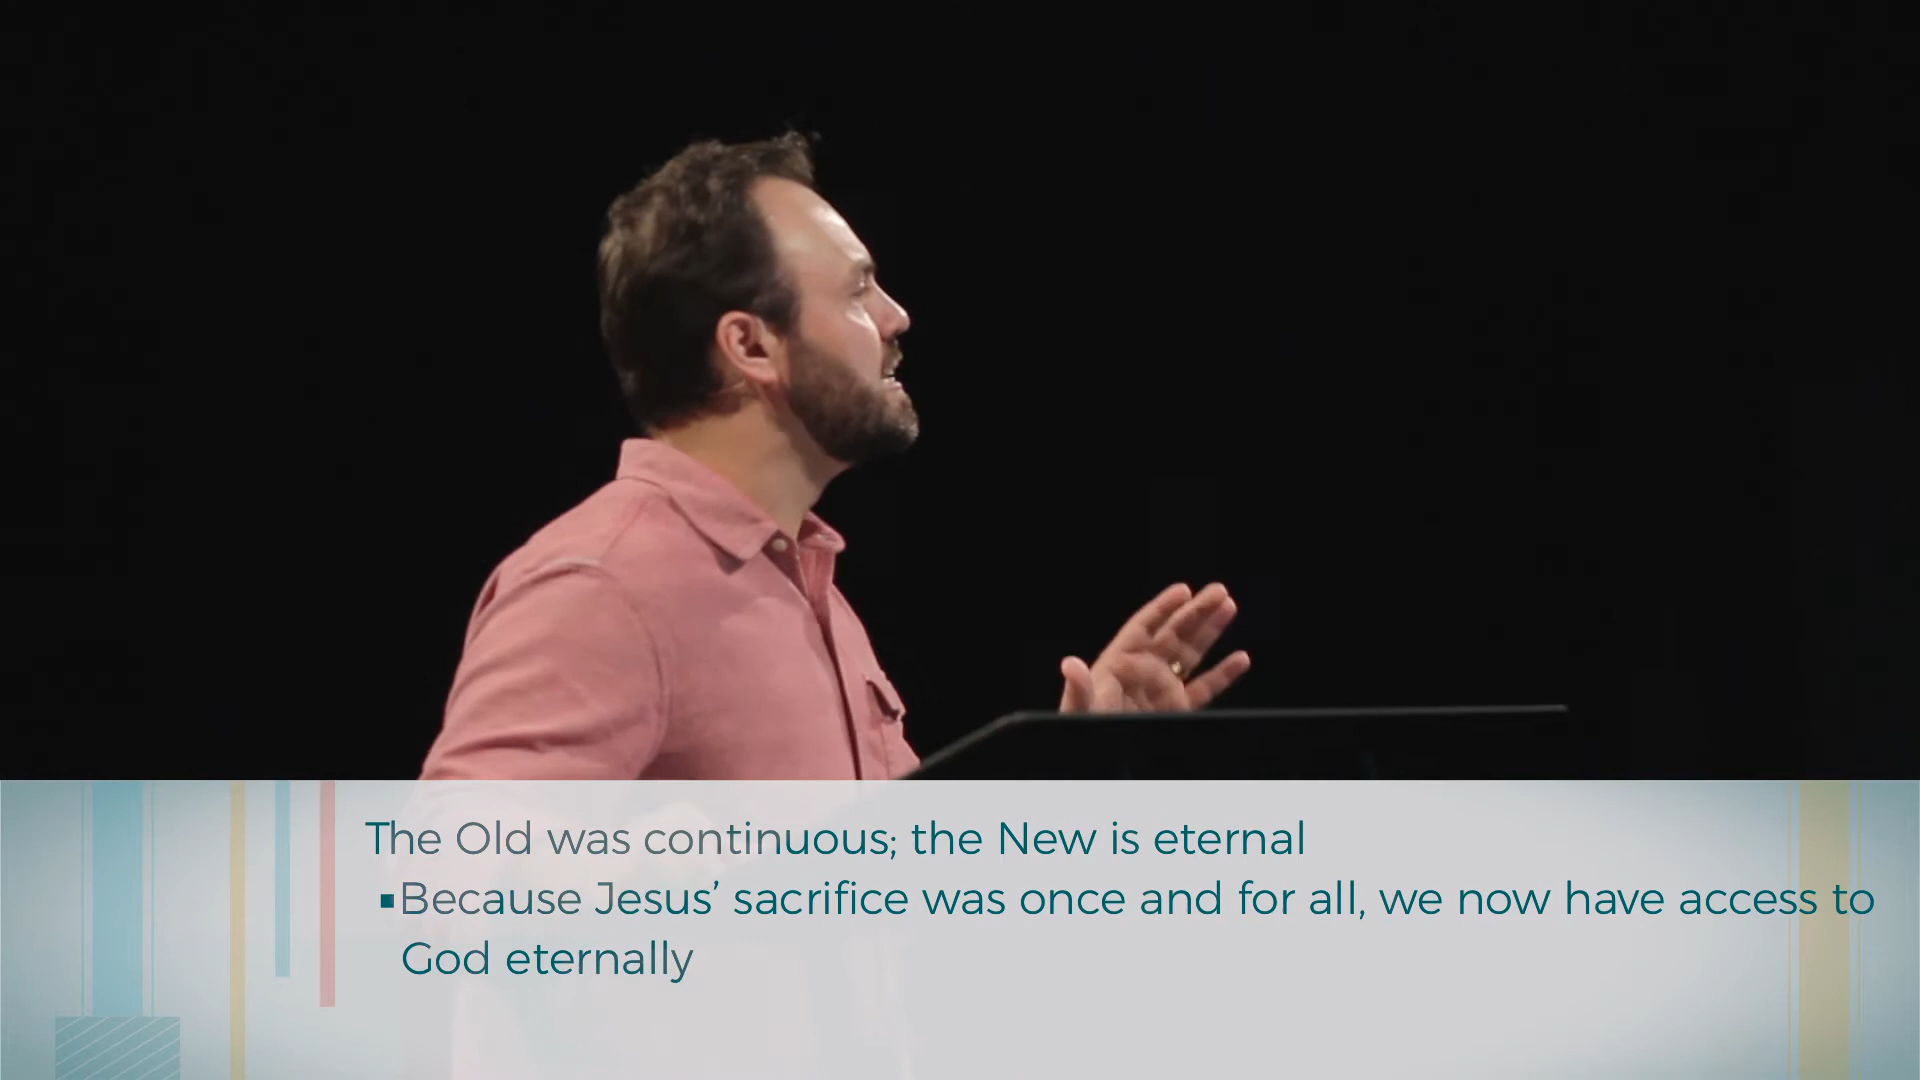 The Old was continuous; the New is eternal
▪Because Jesus’ sacrifice was once and for all, we now have access to
God eternally